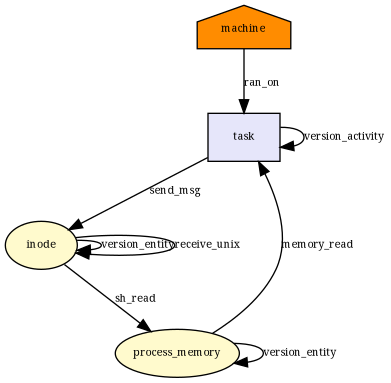 machine
ran_on
task
version_activity
send_msg
inode
version_entity
receive_unix
memory_read
sh_read
process_memory
version_entity